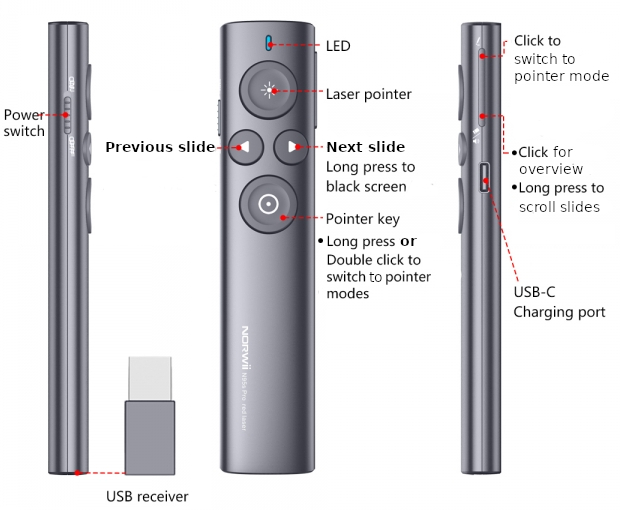 LED
Laser pointer
Power
switch
Previous slide
Next slide
Long press to
black screen
Pointer key
• Long press or
Double click to
switch to pointer
modes
Click to
switch to
pointer mode
• Click for
overview
• Long press to
scroll slides
USB-C
Charging port
USB receiver
NORWii